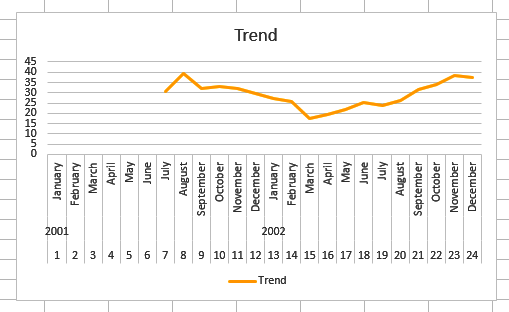 Trend
45
40
35
30
25
20
15
10
5
0
January February March April May June July August September October November December January February March April May June July August September October November December
2001 2002
1 2 3 4 5 6 7 8 9 10 11 12 13 14 15 16 17 18 19 20 21 22 23 24
Trend